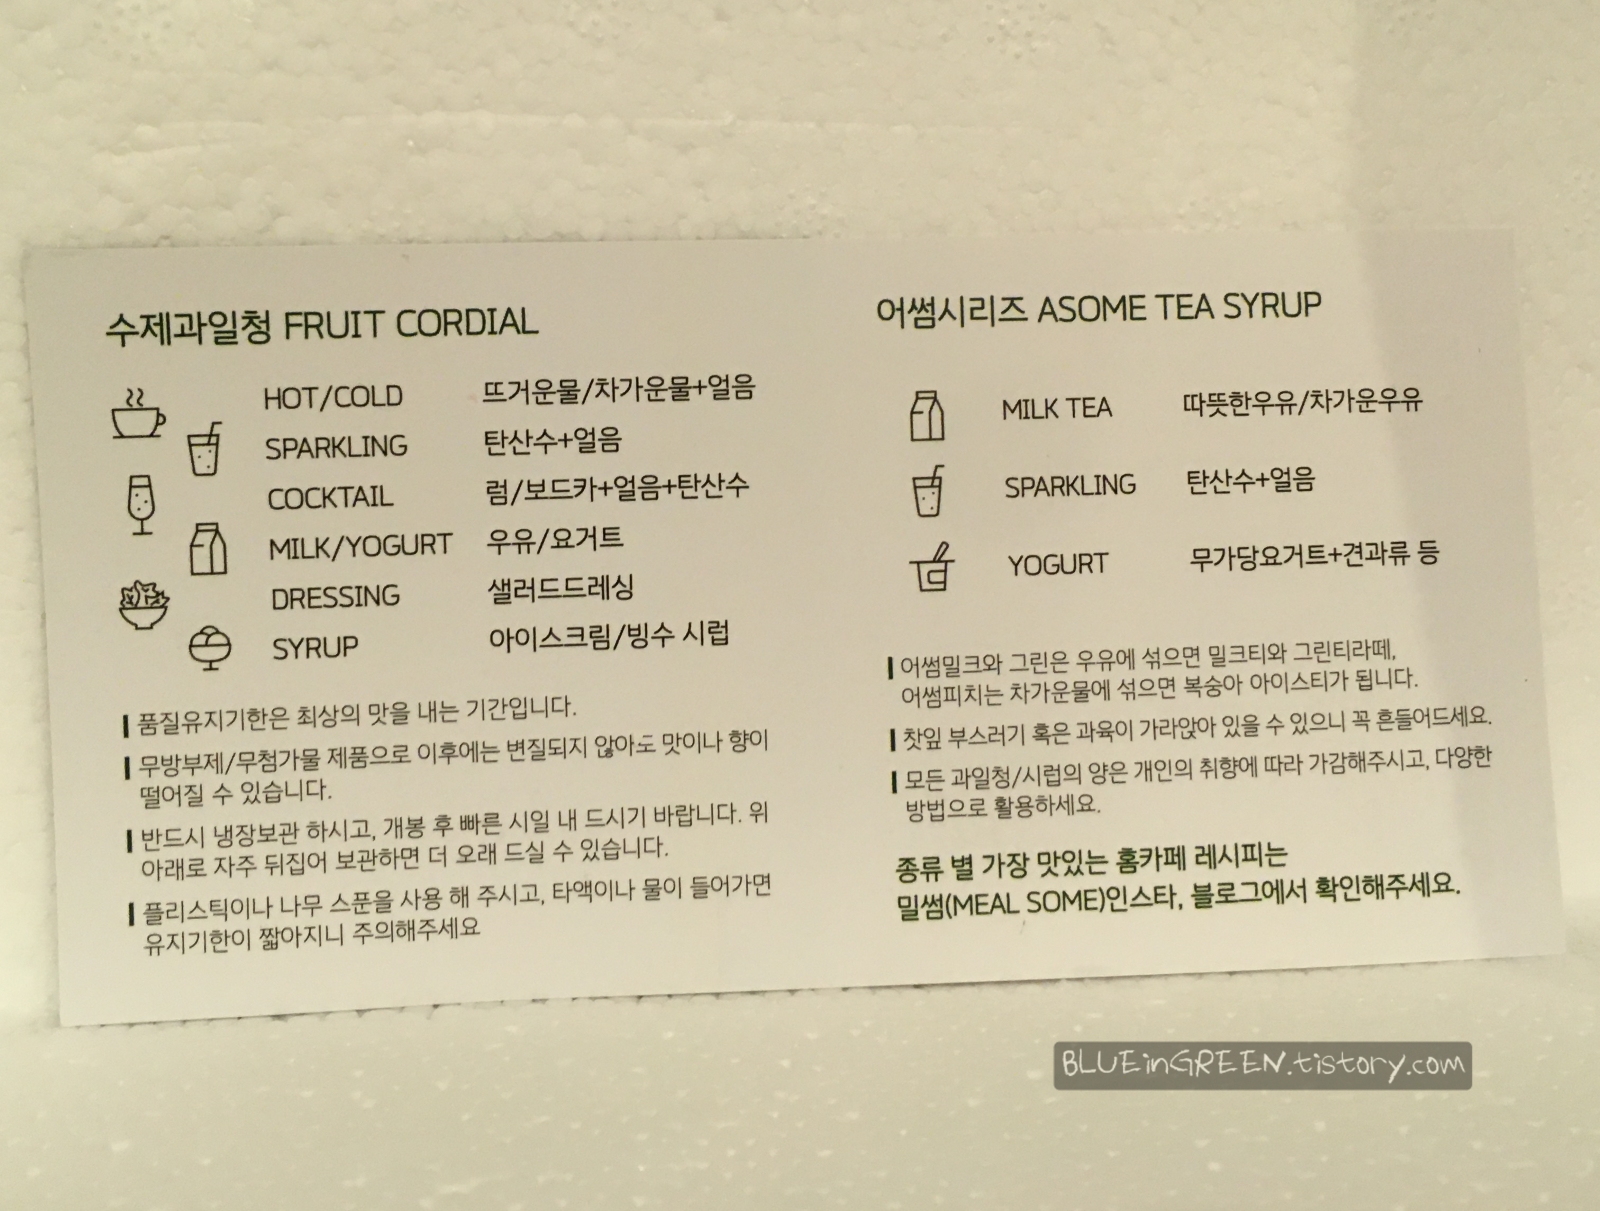 수제과일청 FRUIT CORDIAL
HOT/COLD 뜨거운물/차가운물+얼음
SPARKLING 탄산수+얼음
COCKTAIL 럼/보드카+얼음+탄산수
MILK/YOGURT 우유/요거트
DRESSING 샐러드드레싱
SYRUP 아이스크림/빙수 시럽
품질유지기한은 최상의 맛을 내는 기간입니다.
무방부제/무첨가물 제품으로 이후에는 변질되지 않아도 맛이나 향이
떨어질 수 있습니다.
반드시 냉장보관 하시고, 개봉 후 빠른 시일 내 드시기 바랍니다. 위
아래로 자주 뒤집어 보관하면 더 오래 드실 수 있습니다.
플리스틱이나 나무 스푼을 사용 해 주시고, 타액이나 물이 들어가면
유지기한이 짧아지니 주의해주세요
어썸시리즈 ASOME TEA SYRUP
MILK TEA 따뜻한우유/차가운우유
SPARKLING 탄산수+얼음
YOGURT 무가당요거트+견과류 등
어썸밀크와 그린은 우유에 섞으면 밀크티와 그린티라떼,
어썸피치는 차가운물에 섞으면 복숭아 아이스티가 됩니다.
찻잎 부스러기 혹은 과육이 가라앉아 있을 수 있으니 꼭 흔들어드세요.
모든 과일청/시럽의 양은 개인의 취향에 따라 가감해주시고, 다양한
방법으로 활용하세요.
종류 별 가장 맛있는 홈카페 레시피는
밀썸(MEAL SOME)인스타, 블로그에서 확인해주세요.
BLUEinGREEN.tistory.com